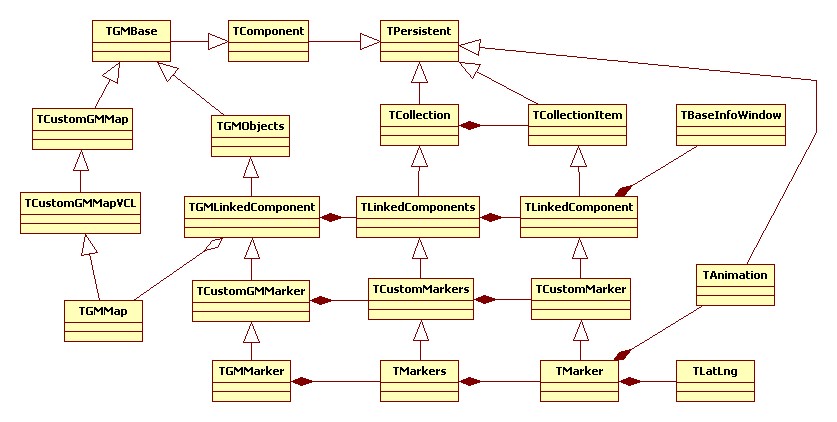 TGMBase
TComponent
TPersistent
TCustomGMMap
TGMObjects
TCollection
TCollectionItem
TBaseInfoWindow
TCustomGMMapVCL
TGMLinkedComponent
TLinkedComponents
TLinkedComponent
TGMMap
TCustomGMMarker
TCustomMarkers
TCustomMarker
TAnimation
TGMMarker
TMarkers
TMarker
TLatLng